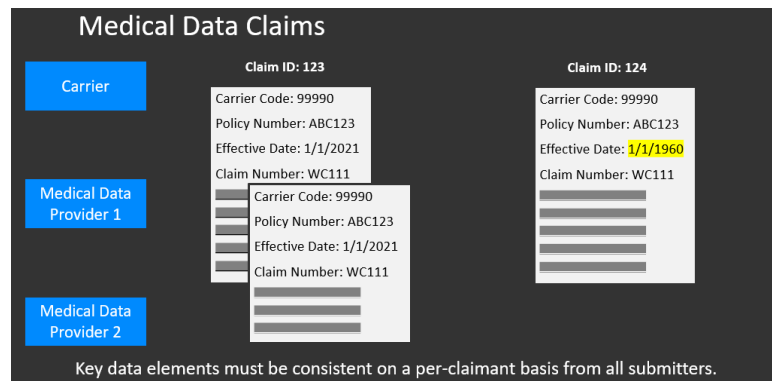 Medical Data Claims
Carrier
Medical Data
Provider 1
Medical Data
Provider 2
Claim ID: 123
Carrier Code: 99990
Policy Number: ABC123
Effective Date: 1/1/2021
Claim Number: WC111
Carrier Code: 99990
Policy Number: ABC123
Effective Date: 1/1/2021
Claim Number: WC111
Claim ID: 124
Carrier Code: 99990
Policy Number: ABC123
Effective Date: 1/1/1960
Claim Number: WC111
Key data elements must be consistent on a per-claimant basis from all submitters.